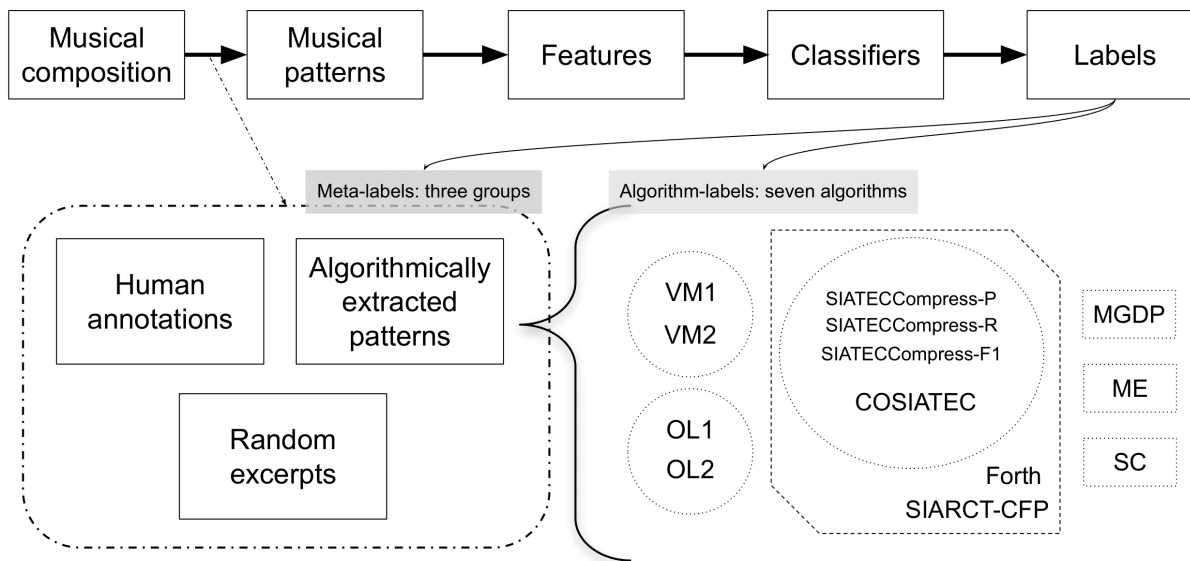 Musical
composition
Musical
patterns
Features
Classifiers
Labels
Meta-labels: three groups
Algorithm-labels: seven algorithms
Human
annotations
Algorithmically
extracted
patterns
Random
excerpts
VM1
VM2
OL1
OL2
SIATECCompress-P
SIATECCompress-R
SIATECCompress-F1
COSIATEC
Forth
SIARCT-CFP
MGDP
ME
SC